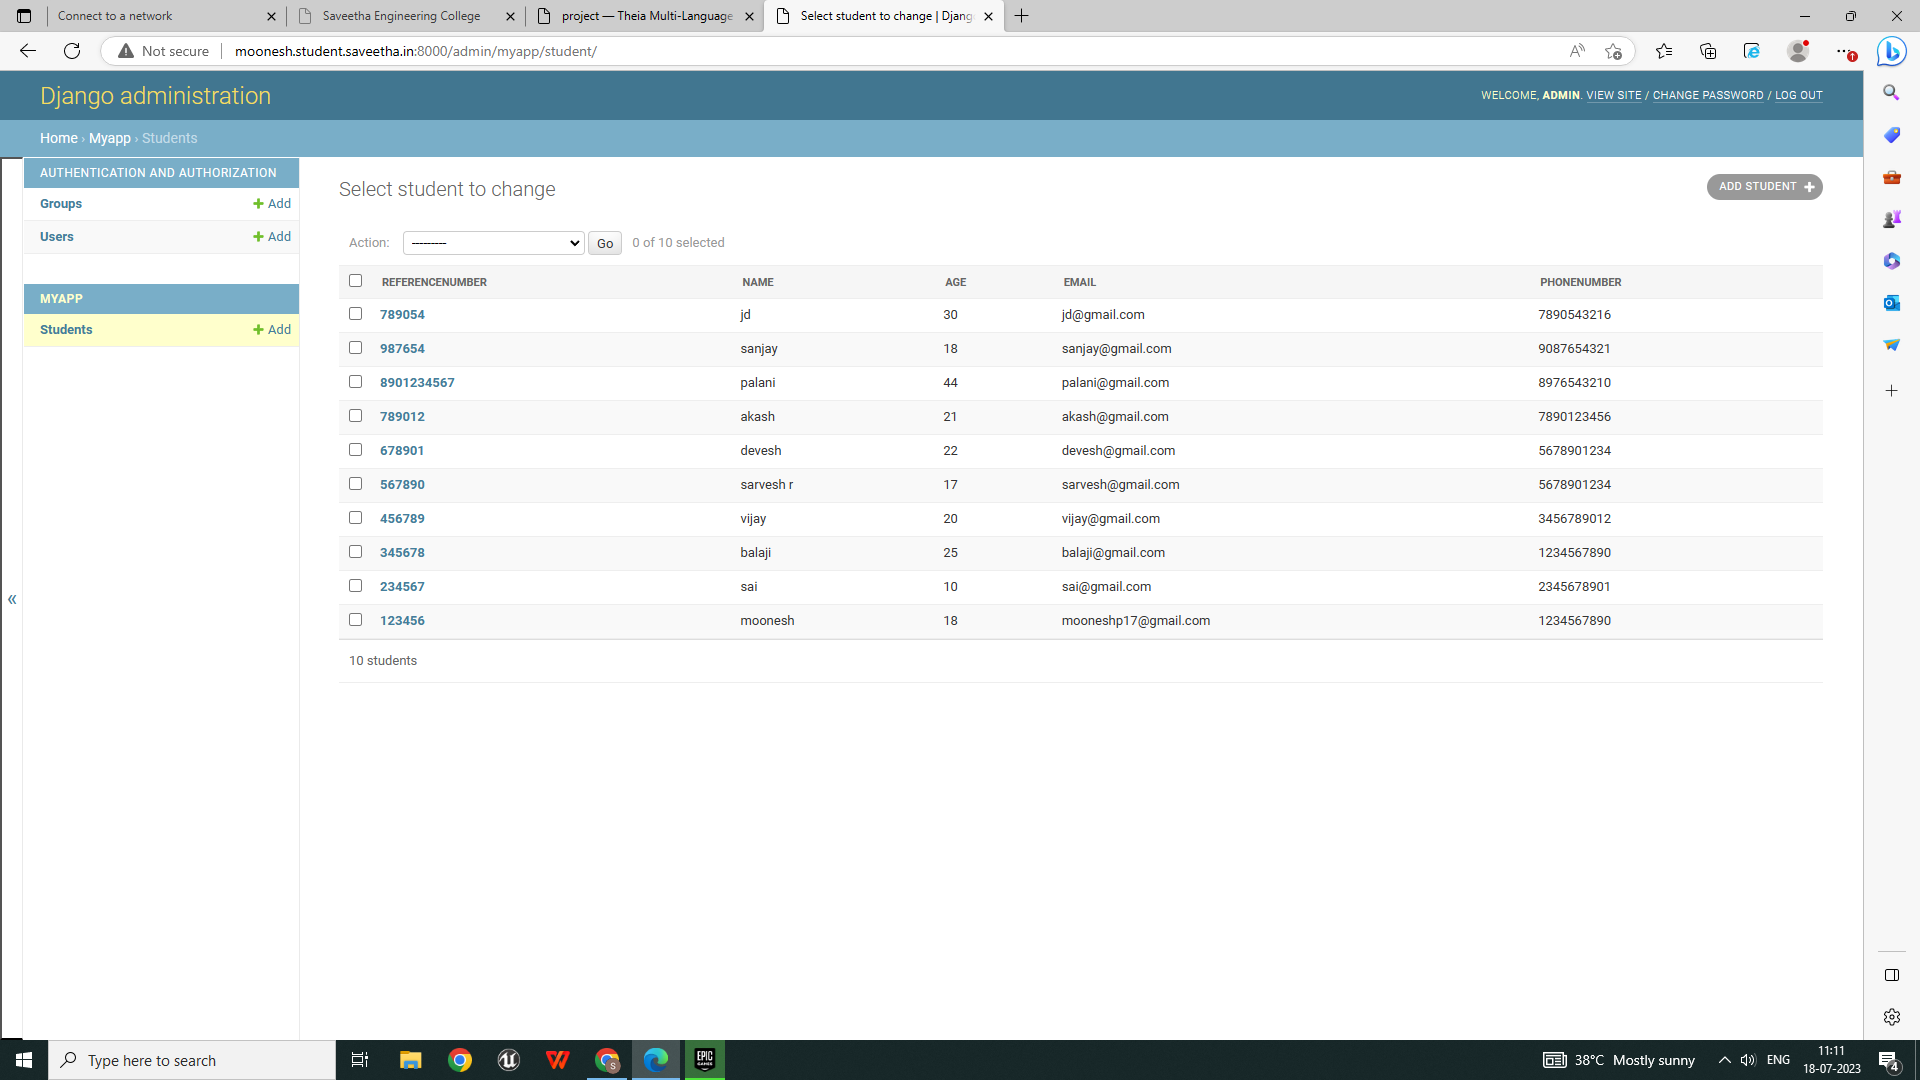 Connect to a network
Saveetha Engineering College
project — Theia Multi-Language
Select student to change | Djang
Not secure
moonesh.student.saveetha.in:8000/admin/myapp/student/
Django administration
WELCOME, ADMIN. VIEW SITE / CHANGE PASSWORD / LOG OUT
Home › Myapp › Students
AUTHENTICATION AND AUTHORIZATION
Groups + Add
Users + Add
MYAPP
Students + Add
«
Select student to change
ADD STUDENT +
Action: --------- Go 0 of 10 selected
REFERENCENUMBER NAME AGE EMAIL PHONENUMBER
789054 jd 30 jd@gmail.com 7890543216
987654 sanjay 18 sanjay@gmail.com 9087654321
8901234567 palani 44 palani@gmail.com 8976543210
789012 akash 21 akash@gmail.com 7890123456
678901 devesh 22 devesh@gmail.com 5678901234
567890 sarvesh r 17 sarvesh@gmail.com 5678901234
456789 vijay 20 vijay@gmail.com 3456789012
345678 balaji 25 balaji@gmail.com 1234567890
234567 sai 10 sai@gmail.com 2345678901
123456 moonesh 18 mooneshp17@gmail.com 1234567890
10 students
Type here to search
S
EPIC
GAMES
38°C Mostly sunny
ENG
11:11
18-07-2023
4